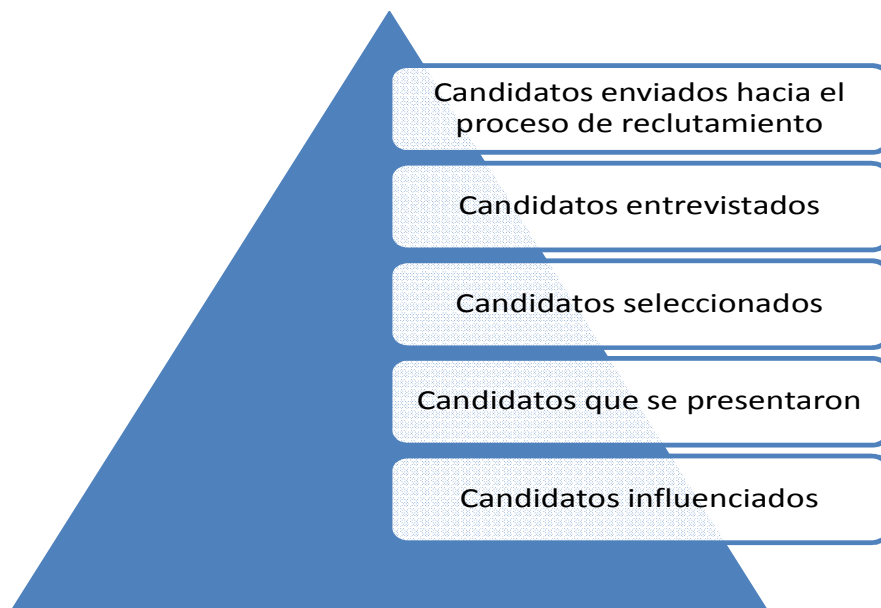 Candidatos enviados hacia el
proceso de reclutamiento
Candidatos entrevistados
Candidatos seleccionados
Candidatos que se presentaron
Candidatos influenciados